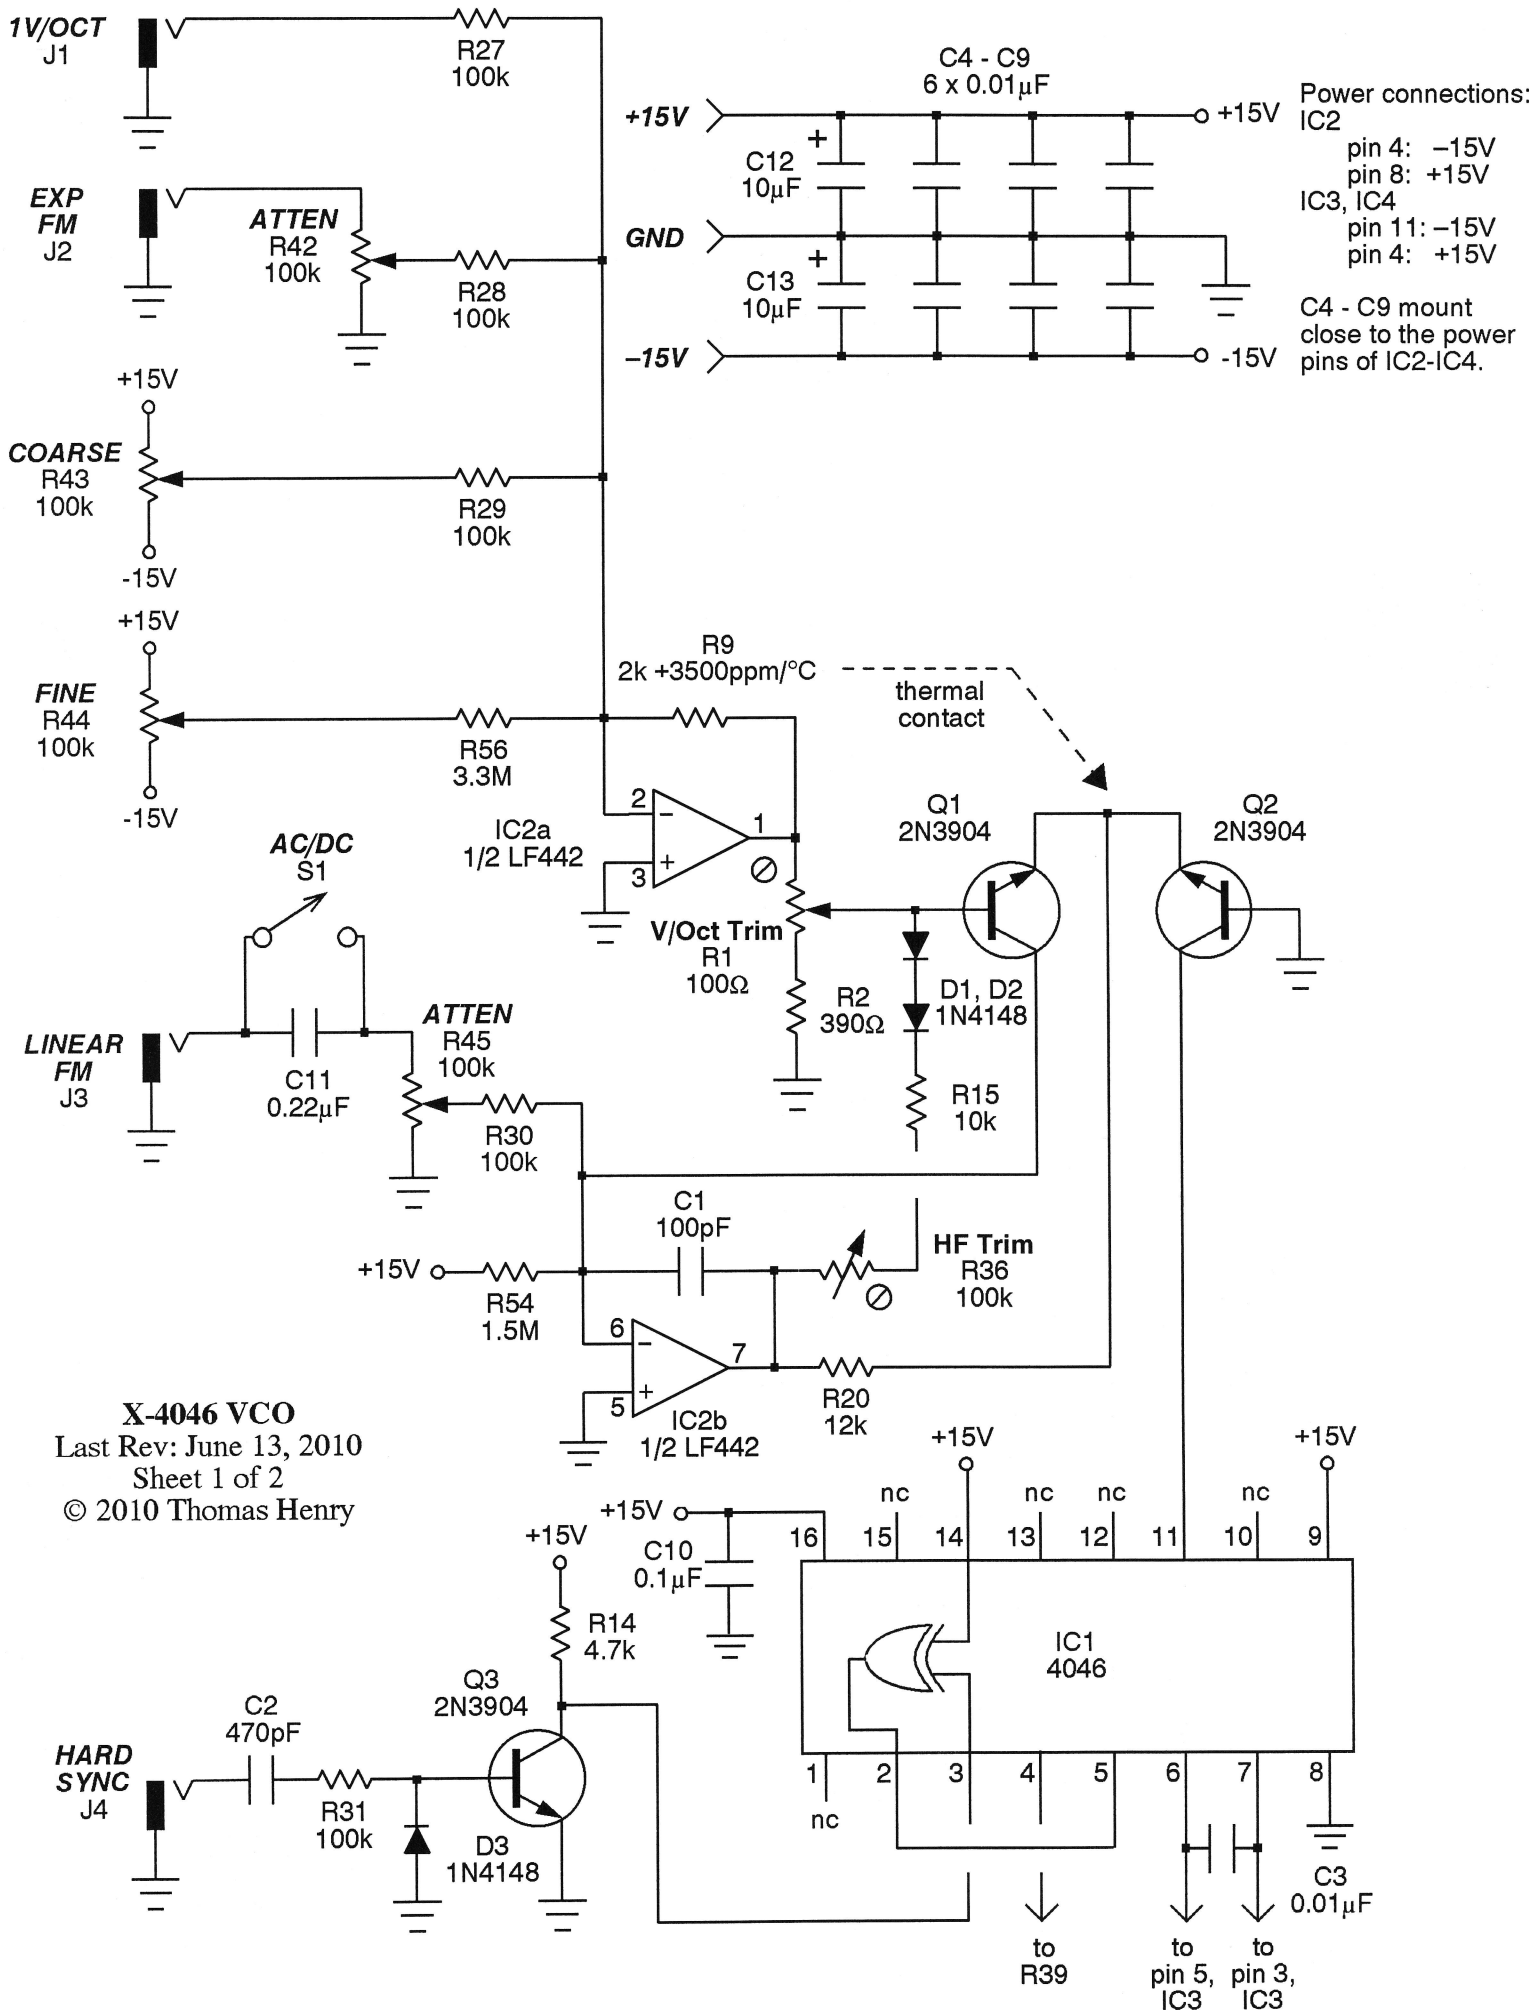 1V/OCT
J1
R27
100k
C4 - C9
6 x 0.01µF
+15V
+15V
+
C12
10µF
GND
+
C13
10µF
–15V
-15V
Power connections:
IC2
pin 4: –15V
pin 8: +15V
IC3, IC4
pin 11: –15V
pin 4: +15V
C4 - C9 mount
close to the power
pins of IC2-IC4.
EXP
FM
J2
ATTEN
R42
100k
R28
100k
+15V
COARSE
R43
100k
-15V
R29
100k
+15V
FINE
R44
100k
-15V
R56
3.3M
R9
2k +3500ppm/°C
thermal
contact
2
–
1
3
+
IC2a
1/2 LF442
Q1
2N3904
Q2
2N3904
AC/DC
S1
V/Oct Trim
R1
100Ω
R2
390Ω
D1, D2
1N4148
LINEAR
FM
J3
C11
0.22µF
ATTEN
R45
100k
R30
100k
R15
10k
C1
100pF
+15V
R54
1.5M
HF Trim
R36
100k
6
–
7
5
+
IC2b
1/2 LF442
R20
12k
X-4046 VCO
Last Rev: June 13, 2010
Sheet 1 of 2
© 2010 Thomas Henry
+15V
+15V
+15V
nc
nc
nc
nc
16
15
14
13
12
11
10
9
C10
0.1µF
IC1
4046
1
2
3
4
5
6
7
8
nc
+15V
R14
4.7k
Q3
2N3904
C2
470pF
HARD
SYNC
J4
R31
100k
D3
1N4148
C3
0.01µF
to
R39
to
pin 5,
IC3
to
pin 3,
IC3